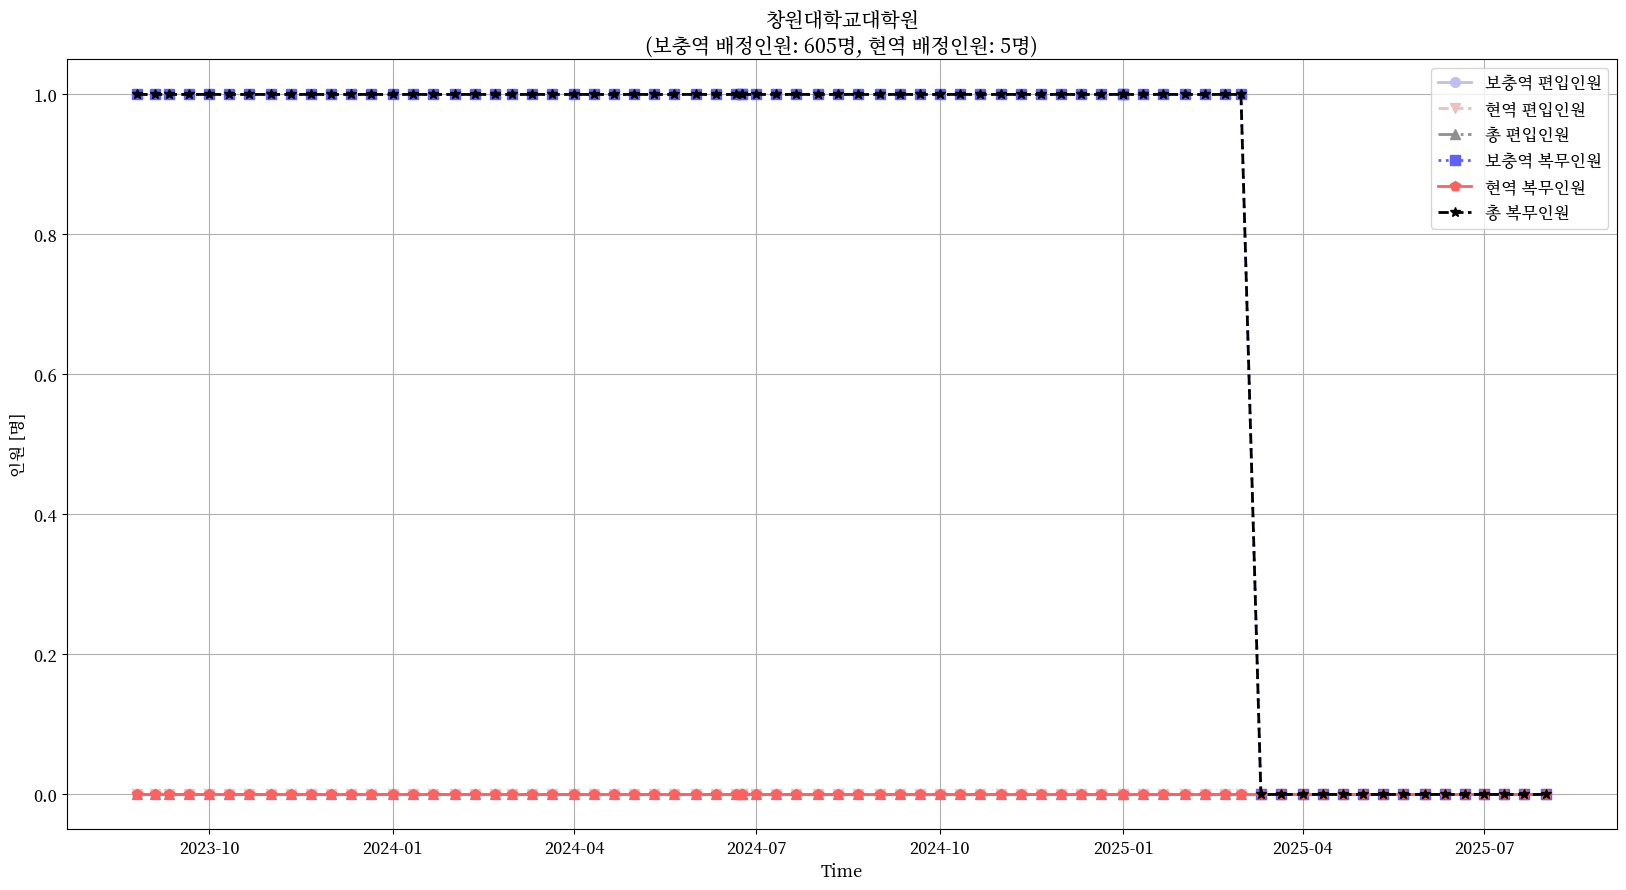 창원대학교대학원
(보충역 배정인원: 605명, 현역 배정인원: 5명)
보충역 편입인원
현역 편입인원
총 편입인원
보충역 복무인원
현역 복무인원
총 복무인원
1.0
0.8
0.6
0.4
0.2
0.0
인원 [명]
2023-10
2024-01
2024-04
2024-07
2024-10
2025-01
2025-04
2025-07
Time